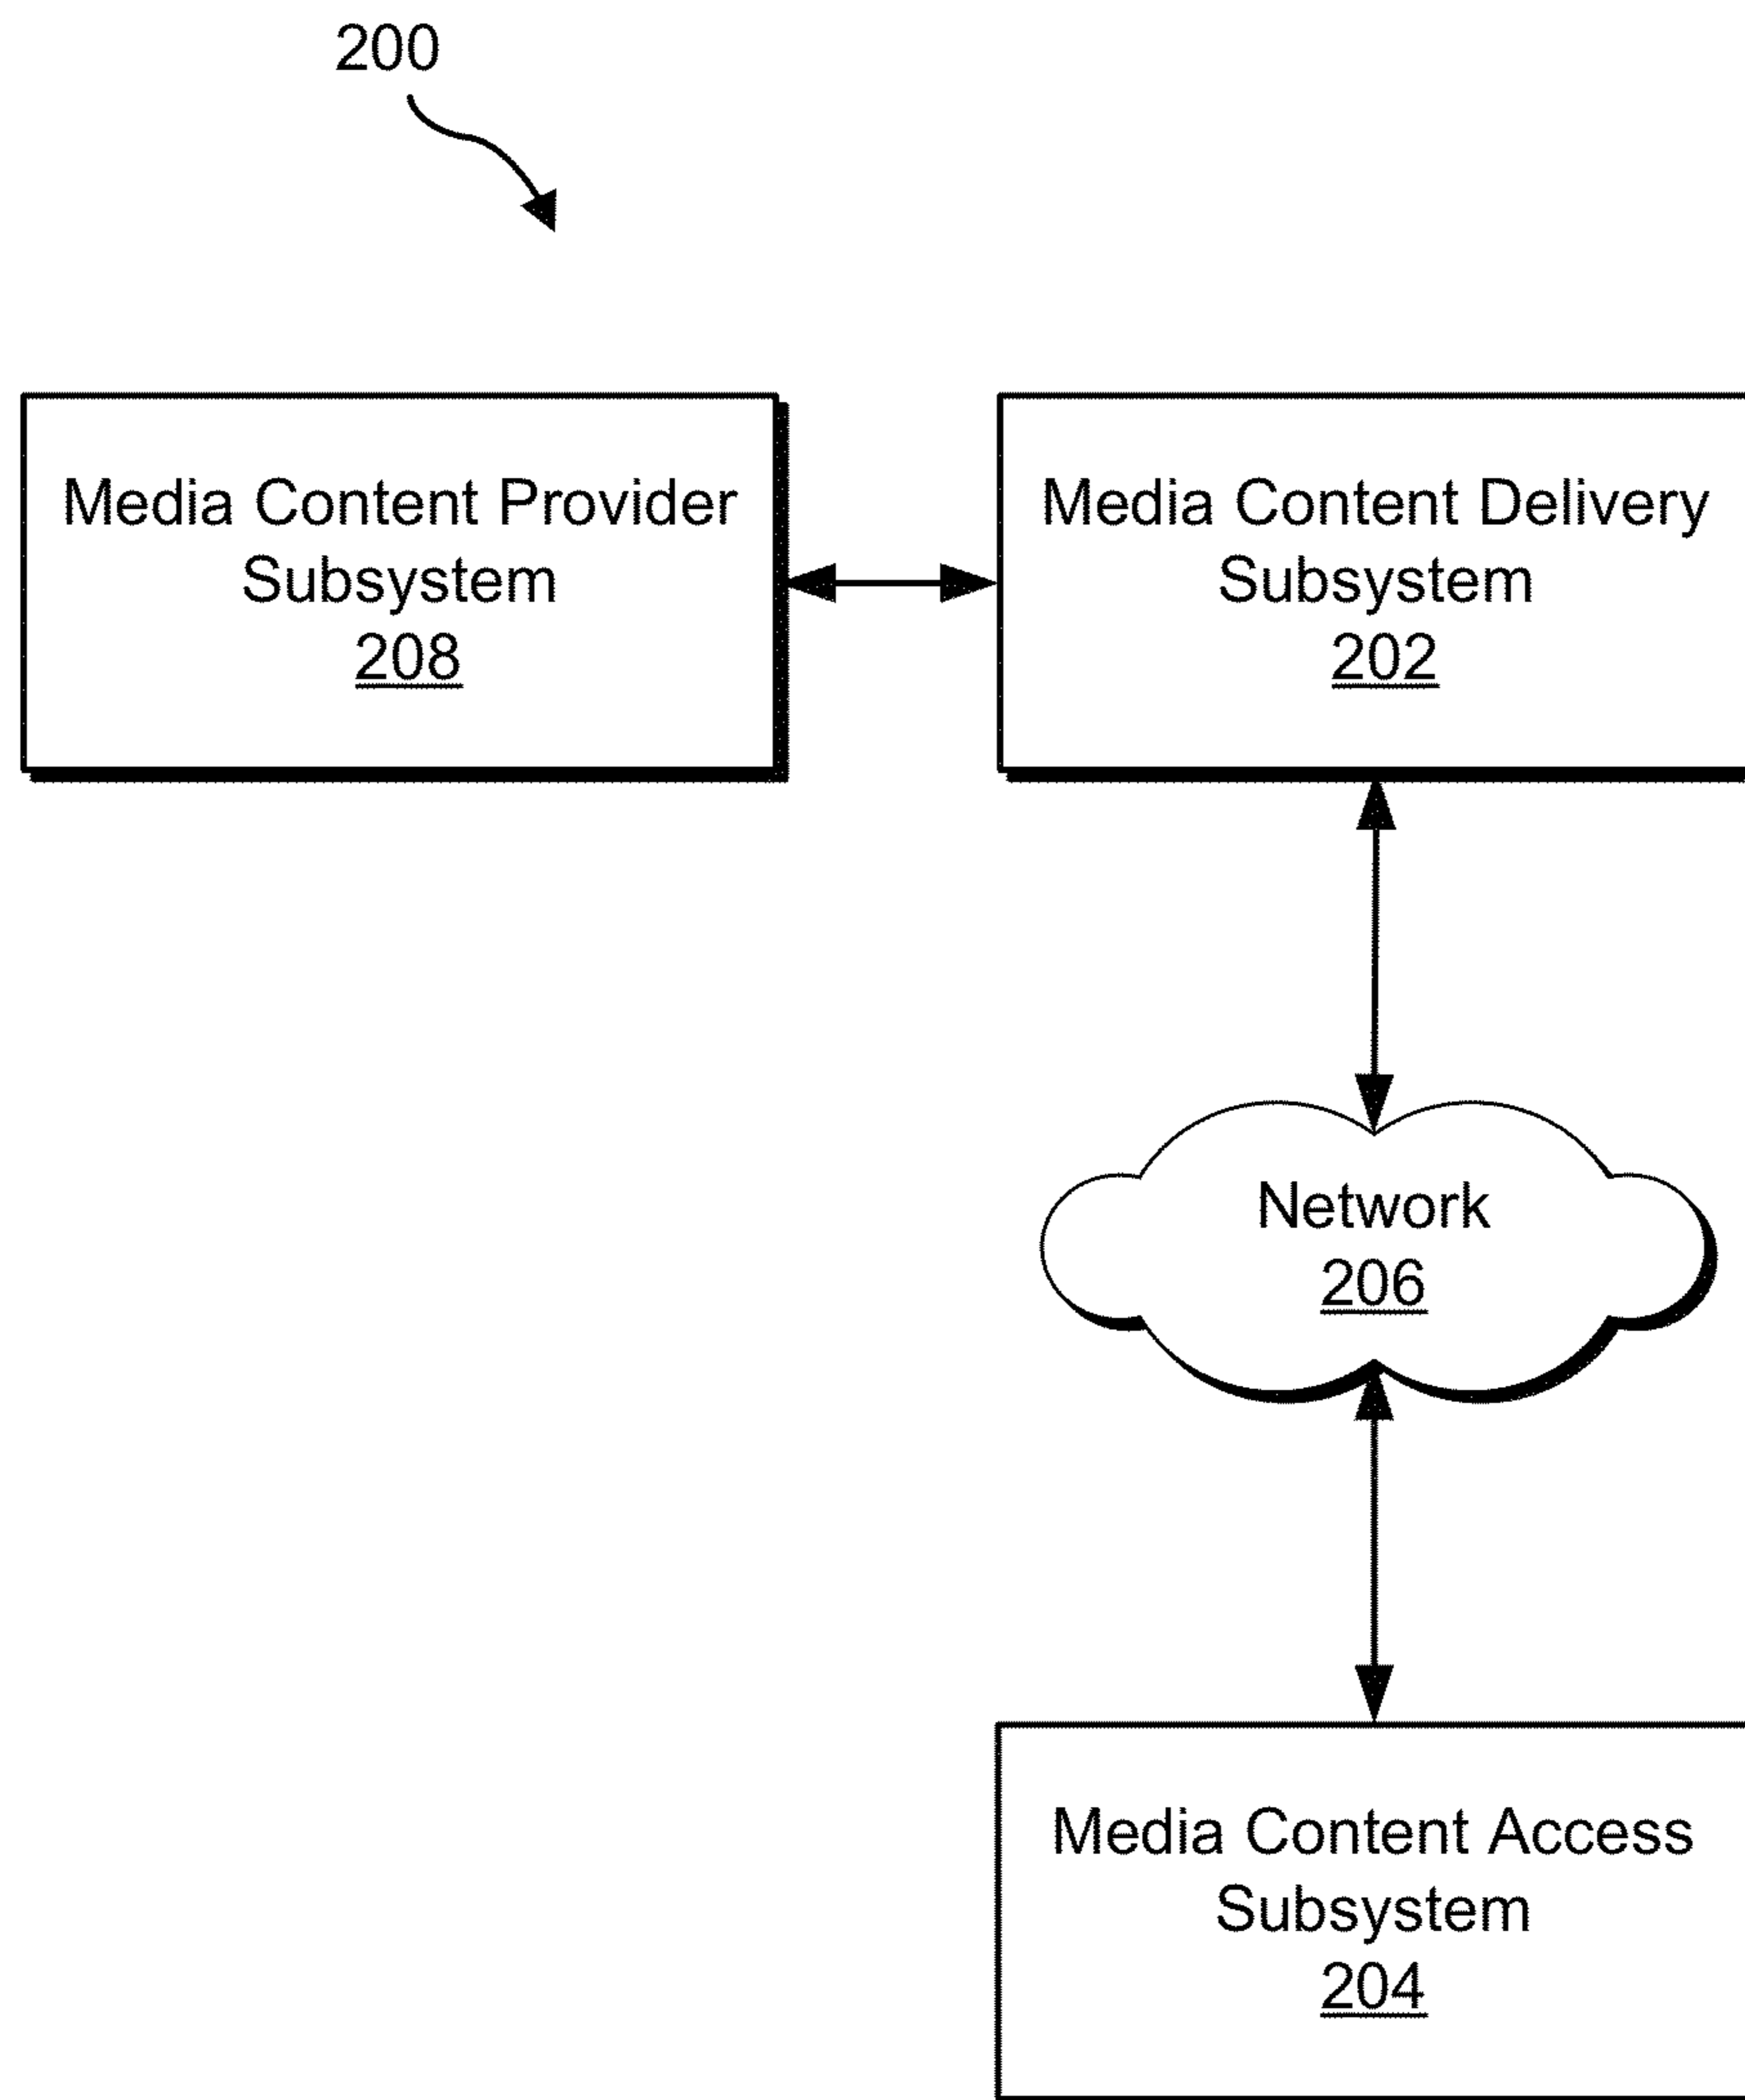 200
Media Content Provider
Subsystem
208
Media Content Delivery
Subsystem
202
Network
206
Media Content Access
Subsystem
204